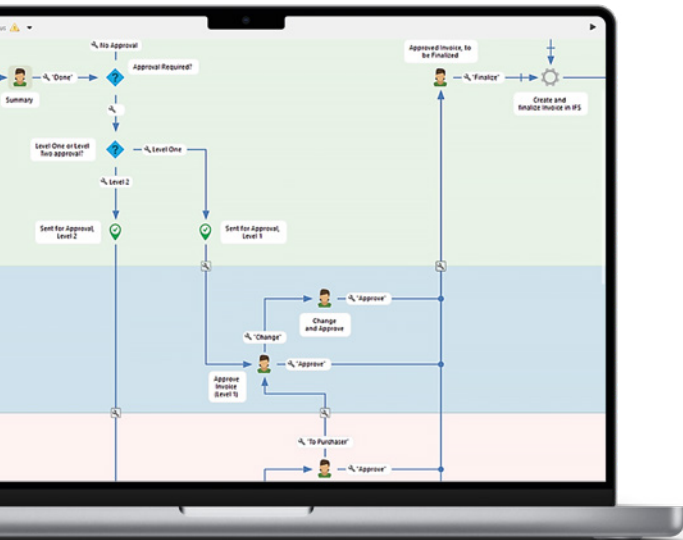 No Approval
Approval Required?
Approved Invoice, to
be Finalized
"Done"
"Finalize"
Summary
Create and
finalize invoice in IFS
Level One or Level
Two approval?
Level One
Level 2
Sent for Approval,
Level 2
Sent for Approval,
Level 1
"Approve"
Change
and Approve
"Change"
"Approve"
Approve
Invoice
(Level 1)
"To Purchaser"
"Approve"